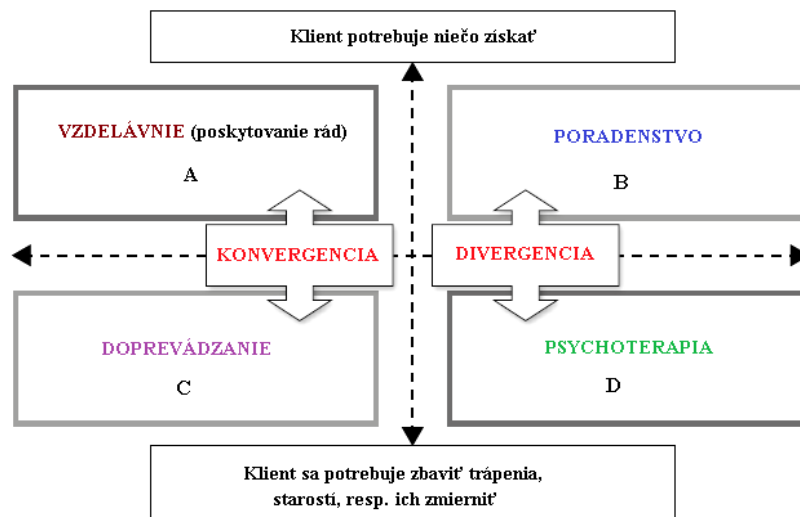 Klient potrebuje niečo získať
VZDELÁVNIE (poskytovanie rád)
A
PORADENSTVO
B
KONVERGENCIA
DIVERGENCIA
DOPREVÁDZANIE
C
PSYCHOTERAPIA
D
Klient sa potrebuje zbaviť trápenia,
starostí, resp. ich zmierniť